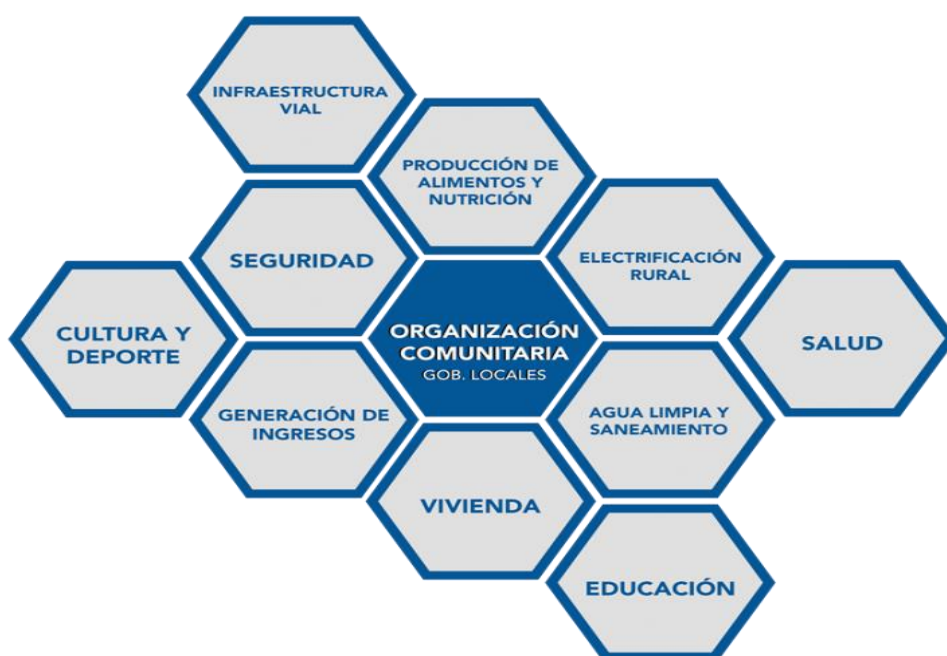 INFRAESTRUCTURA
VIAL
PRODUCCIÓN DE
ALIMENTOS Y
NUTRICIÓN
SEGURIDAD
ELECTRIFICACIÓN
RURAL
CULTURA Y
DEPORTE
ORGANIZACIÓN
COMUNITARIA
GOB. LOCALES
SALUD
GENERACIÓN DE
INGRESOS
AGUA LIMPIA Y
SANEAMIENTO
VIVIENDA
EDUCACIÓN